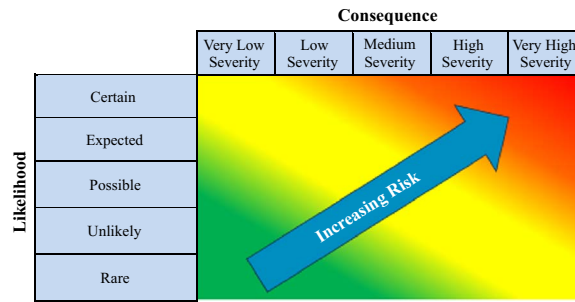 Consequence
Very Low Low Medium High Very High
Severity Severity Severity Severity Severity
Likelihood
Certain
Expected
Possible
Unlikely
Rare
Increasing Risk